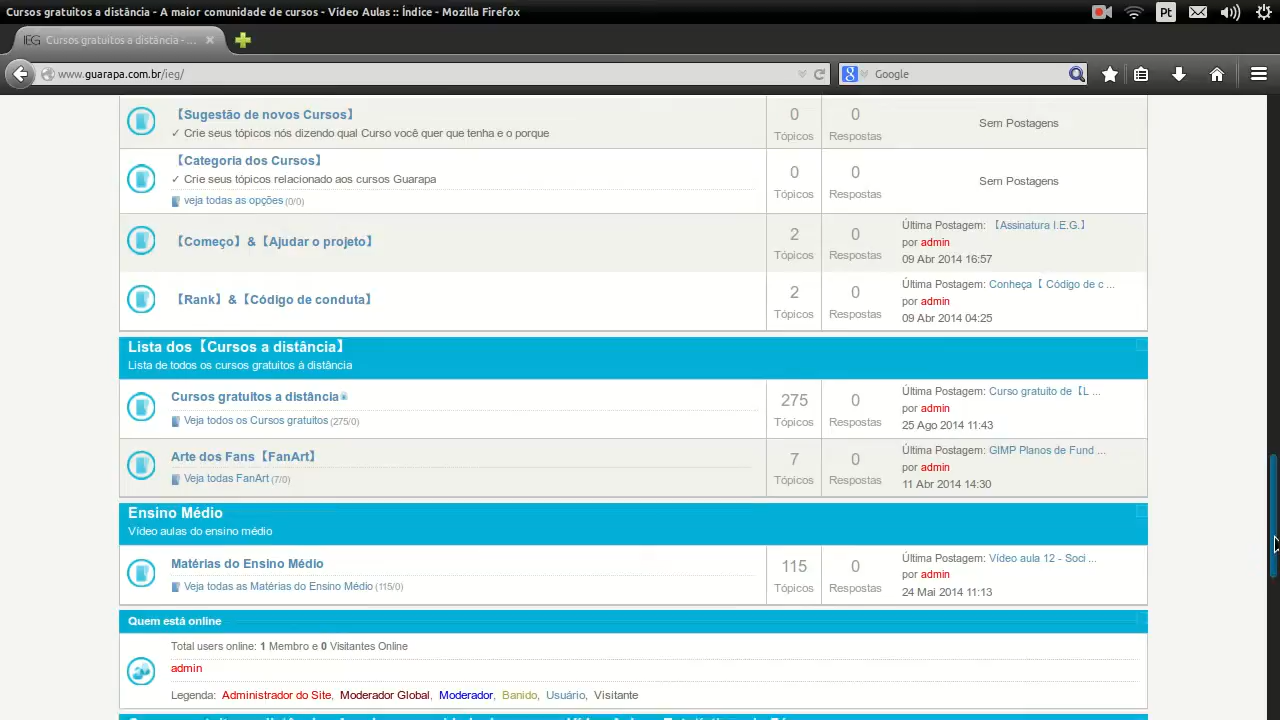 Cursos gratuitos a distância - A maior comunidade de cursos - Vídeo Aulas :: Índice - Mozilla Firefox
Pt
IEG Cursos gratuitos a distância - ...
www.guarapa.com.br/ieg/
Google
【Sugestão de novos Cursos】
✓ Crie seus tópicos nós dizendo qual Curso você quer que tenha e o porque
0 Tópicos
0 Respostas
Sem Postagens
【Categoria dos Cursos】
✓ Crie seus tópicos relacionado aos cursos Guarapa
veja todas as opções (0/0)
0 Tópicos
0 Respostas
Sem Postagens
【Começo】&【Ajudar o projeto】
2 Tópicos
0 Respostas
Última Postagem: 【Assinatura I.E.G.】
por admin
09 Abr 2014 16:57
【Rank】&【Código de conduta】
2 Tópicos
0 Respostas
Última Postagem: Conheça【 Código de c ...
por admin
09 Abr 2014 04:25
Lista dos【Cursos a distância】
Lista de todos os cursos gratuitos á distância
Cursos gratuitos a distância
Veja todos os Cursos gratuitos (275/0)
275 Tópicos
0 Respostas
Última Postagem: Curso gratuito de【L ...
por admin
25 Ago 2014 11:43
Arte dos Fans【FanArt】
Veja todas FanArt (7/0)
7 Tópicos
0 Respostas
Última Postagem: GIMP Planos de Fund ...
por admin
11 Abr 2014 14:30
Ensino Médio
Vídeo aulas do ensino médio
Matérias do Ensino Médio
Veja todas as Matérias do Ensino Médio (115/0)
115 Tópicos
0 Respostas
Última Postagem: Vídeo aula 12 - Soci ...
por admin
24 Mai 2014 11:13
Quem está online
Total users online: 1 Membro e 0 Visitantes Online
admin
Legenda: Administrador do Site, Moderador Global, Moderador, Banido, Usuário, Visitante